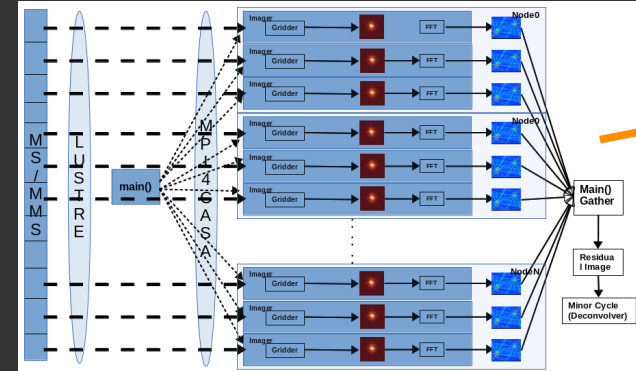 MS/MMS
LUSTRE
main()
MPI4CASA
Node0
Imager
Gridder
FFT
Imager
Gridder
FFT
Imager
Gridder
FFT
Node0
Imager
Gridder
FFT
Imager
Gridder
FFT
Imager
Gridder
FFT
NodeN
Imager
Gridder
FFT
Imager
Gridder
FFT
Imager
Gridder
FFT
Main()
Gather
Residua
l Image
Minor Cycle
(Deconvolver)